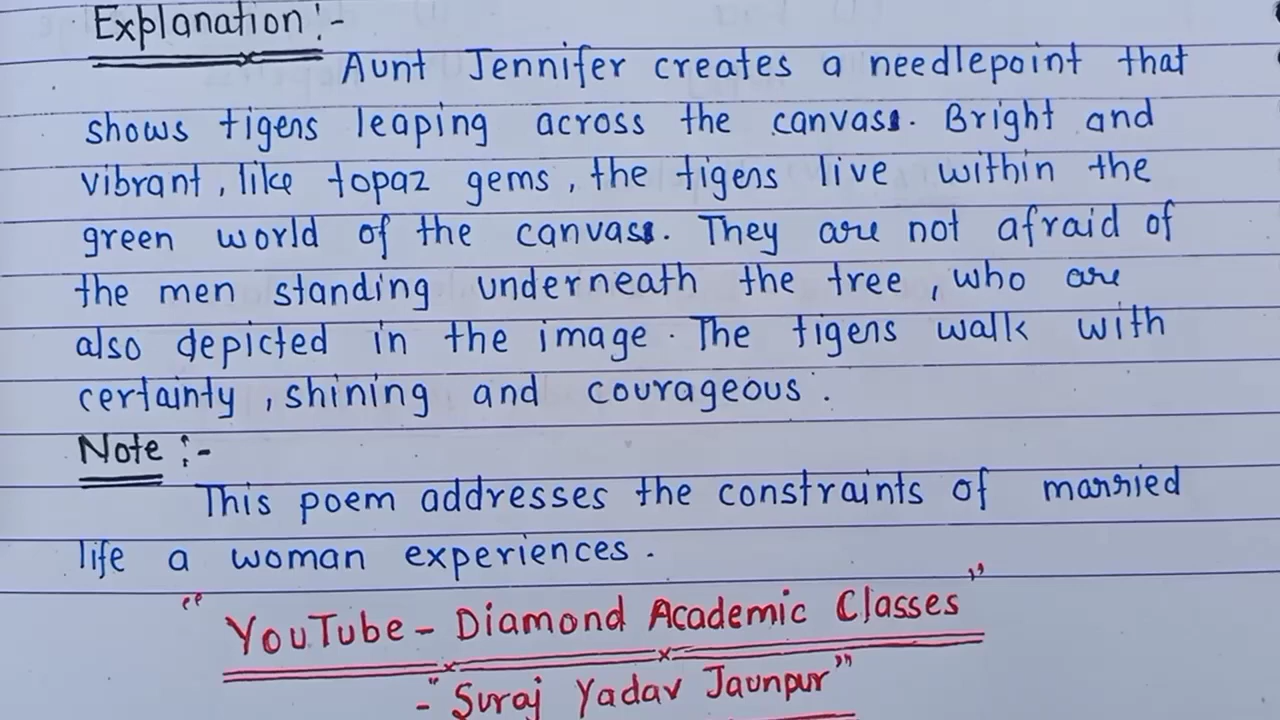 Explanation :-
Aunt Jennifer creates a needlepoint that
shows tigers leaping across the canvas. Bright and
vibrant, like topaz gems, the tigers live within the
green world of the canvas. They are not afraid of
the men standing underneath the tree, who are
also depicted in the image. The tigers walk with
certainty, shining and courageous.
Note :-
This poem addresses the constraints of married
life a woman experiences.
"YouTube - Diamond Academic Classes"
- "Suraj Yadav Jaunpur"